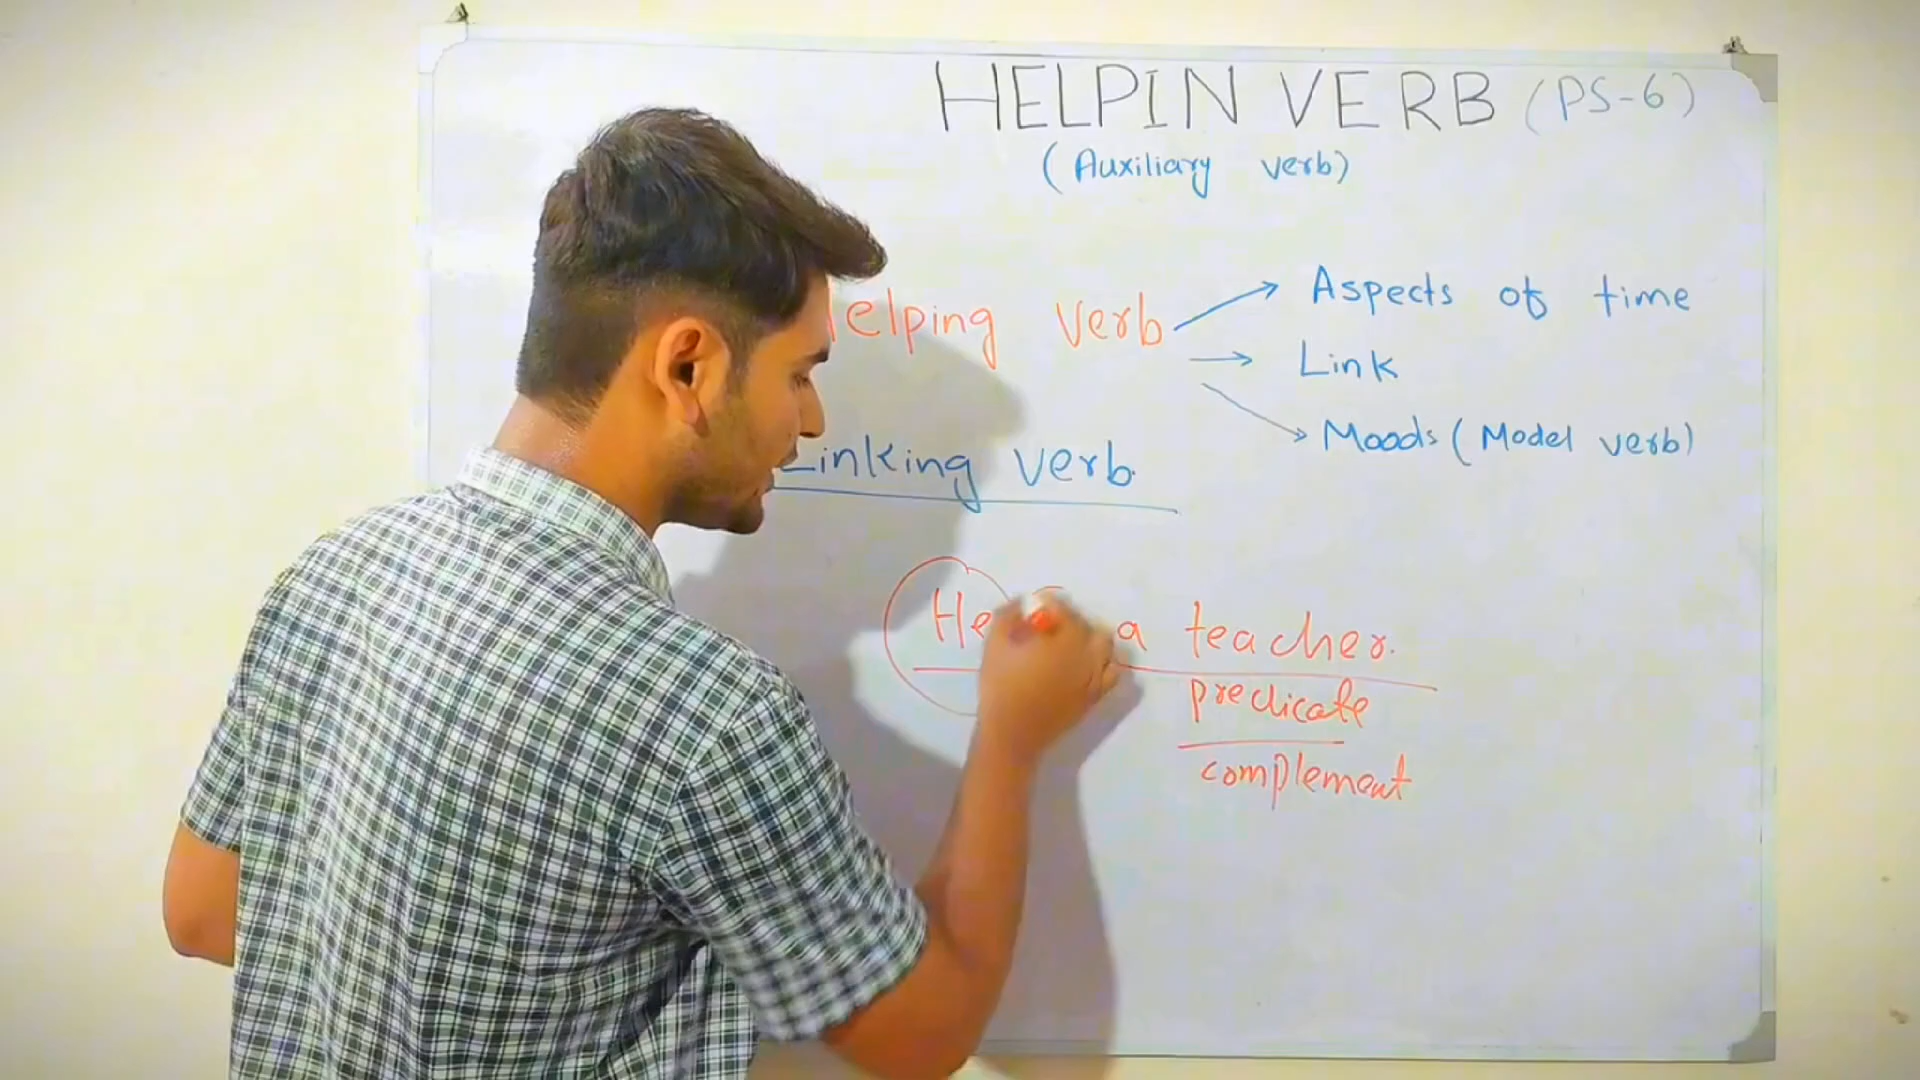 HELPIN VERB (PS-6)
(Auxiliary verb)
elping verb
Aspects of time
Link
Moods (Model verb)
Linking verb.
He a teacher.
predicate
complement